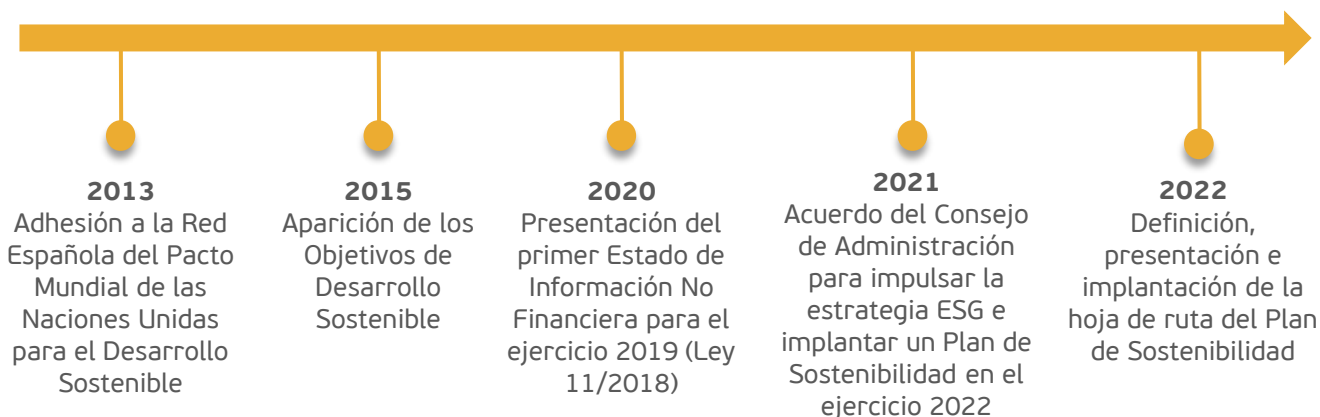 2013
Adhesión a la Red
Española del Pacto
Mundial de las
Naciones Unidas
para el Desarrollo
Sostenible
2015
Aparición de los
Objetivos de
Desarrollo
Sostenible
2020
Presentación del
primer Estado de
Información No
Financiera para el
ejercicio 2019 (Ley
11/2018)
2021
Acuerdo del Consejo
de Administración
para impulsar la
estrategia ESG e
implantar un Plan de
Sostenibilidad en el
ejercicio 2022
2022
Definición,
presentación e
implantación de la
hoja de ruta del Plan
de Sostenibilidad